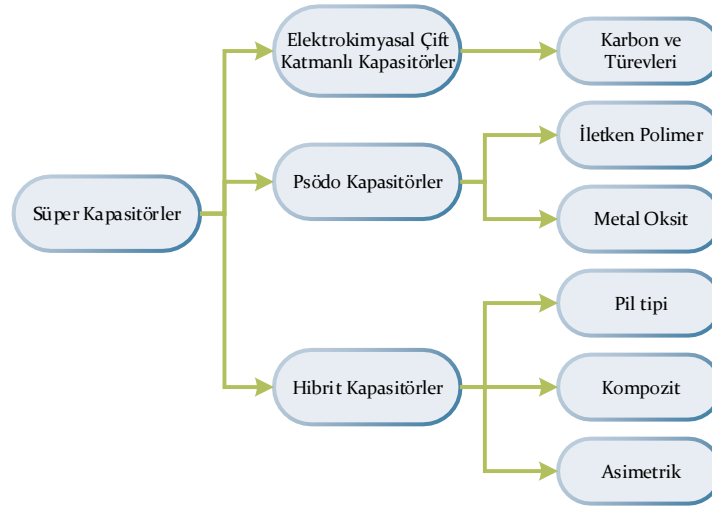 Elektrokimyasal Çift
Katmanlı Kapasitörler
Karbon ve
Türevleri
İletken Polimer
Psödo Kapasitörler
Süper Kapasitörler
Metal Oksit
Pil tipi
Hibrit Kapasitörler
Kompozit
Asimetrik